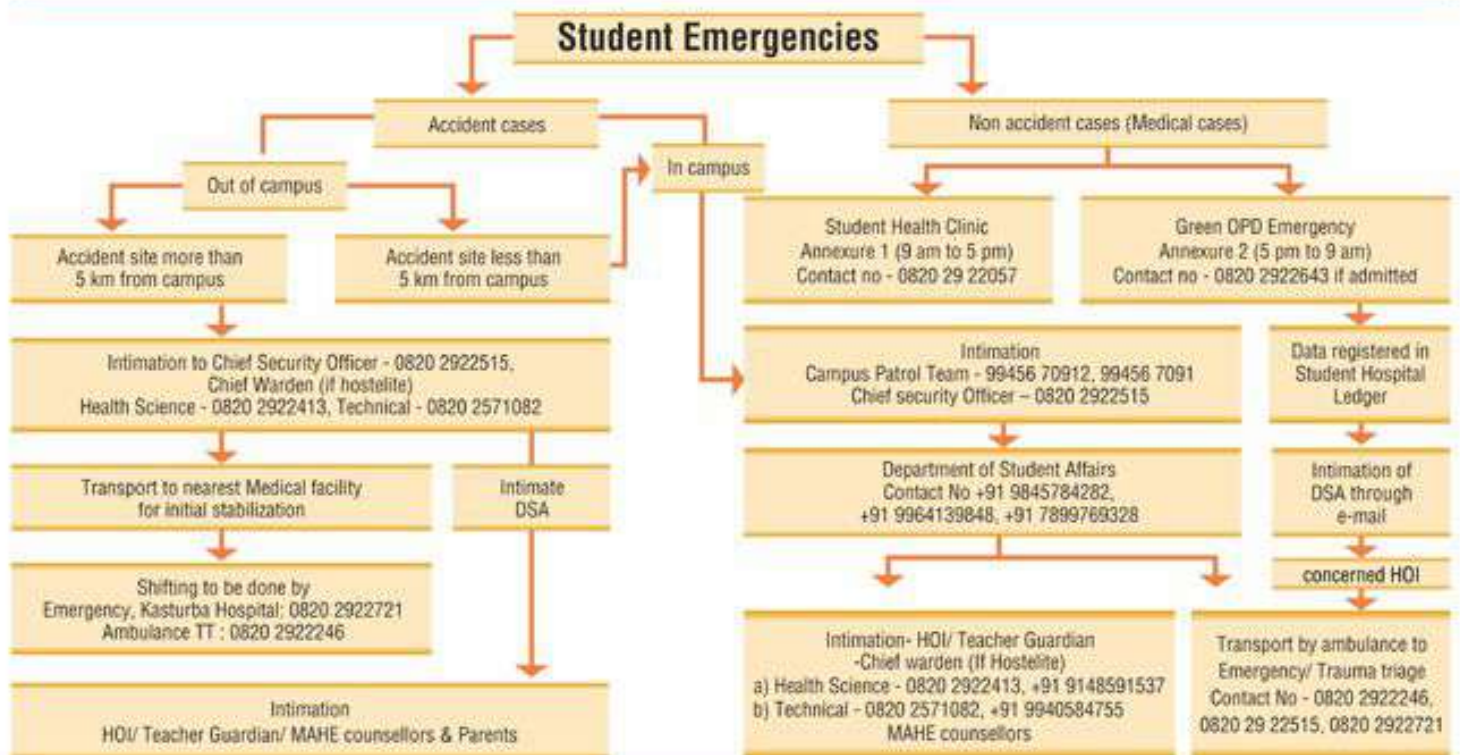 Student Emergencies
Accident cases
Non accident cases (Medical cases)
Out of campus
In campus
Accident site more than
5 km from campus
Accident site less than
5 km from campus
Student Health Clinic
Annexure 1 (9 am to 5 pm)
Contact no - 0820 29 22057
Green OPD Emergency
Annexure 2 (5 pm to 9 am)
Contact no - 0820 2922643 if admitted
Intimation to Chief Security Officer - 0820 2922515,
Chief Warden (if hostelite)
Health Science - 0820 2922413, Technical - 0820 2571082
Intimation
Campus Patrol Team - 99456 70912, 99456 7091
Chief security Officer – 0820 2922515
Data registered in
Student Hospital
Ledger
Transport to nearest Medical facility
for initial stabilization
Intimate
DSA
Department of Student Affairs
Contact No +91 9845784282,
+91 9964139848, +91 7899769328
Intimation of
DSA through
e-mail
Shifting to be done by
Emergency, Kasturba Hospital; 0820 2922721
Ambulance TT : 0820 2922246
concerned HOI
Intimation- HOI/ Teacher Guardian
-Chief warden (If Hostelite)
a) Health Science - 0820 2922413, +91 9148591537
b) Technical - 0820 2571082, +91 9940584755
MAHE counsellors
Transport by ambulance to
Emergency/ Trauma triage
Contact No - 0820 2922246,
0820 29 22515, 0820 2922721
Intimation
HOI/ Teacher Guardian/ MAHE counsellors & Parents